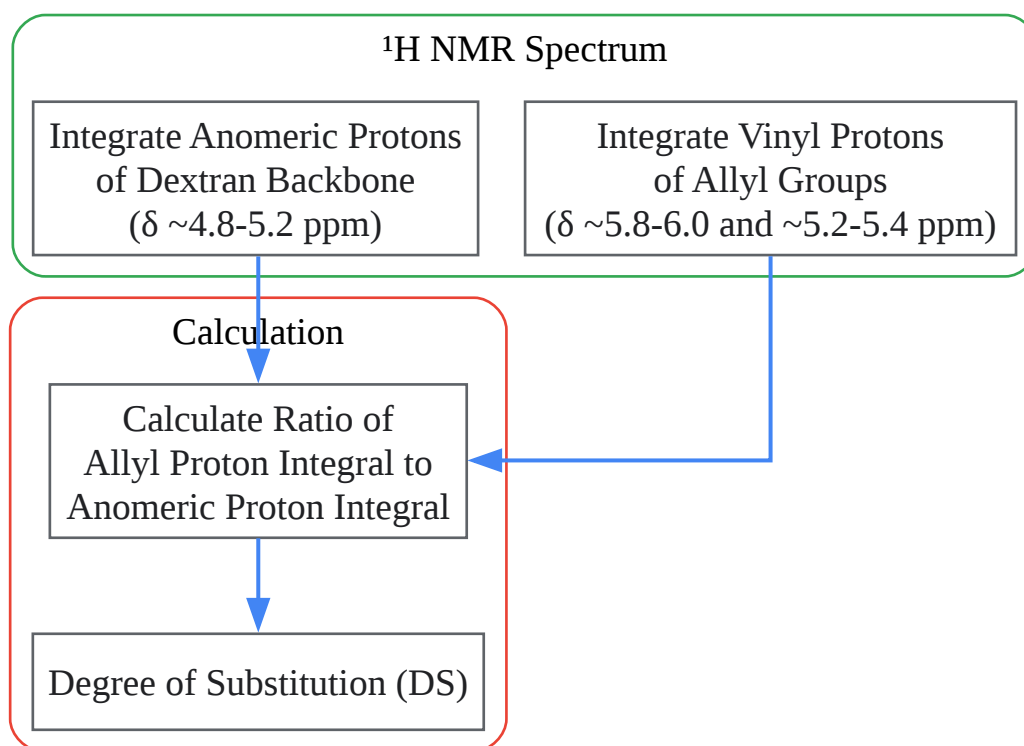 ¹H NMR Spectrum
Integrate Anomeric Protons
of Dextran Backbone
(δ ~4.8-5.2 ppm)
Integrate Vinyl Protons
of Allyl Groups
(δ ~5.8-6.0 and ~5.2-5.4 ppm)
Calculation
Calculate Ratio of
Allyl Proton Integral to
Anomeric Proton Integral
Degree of Substitution (DS)